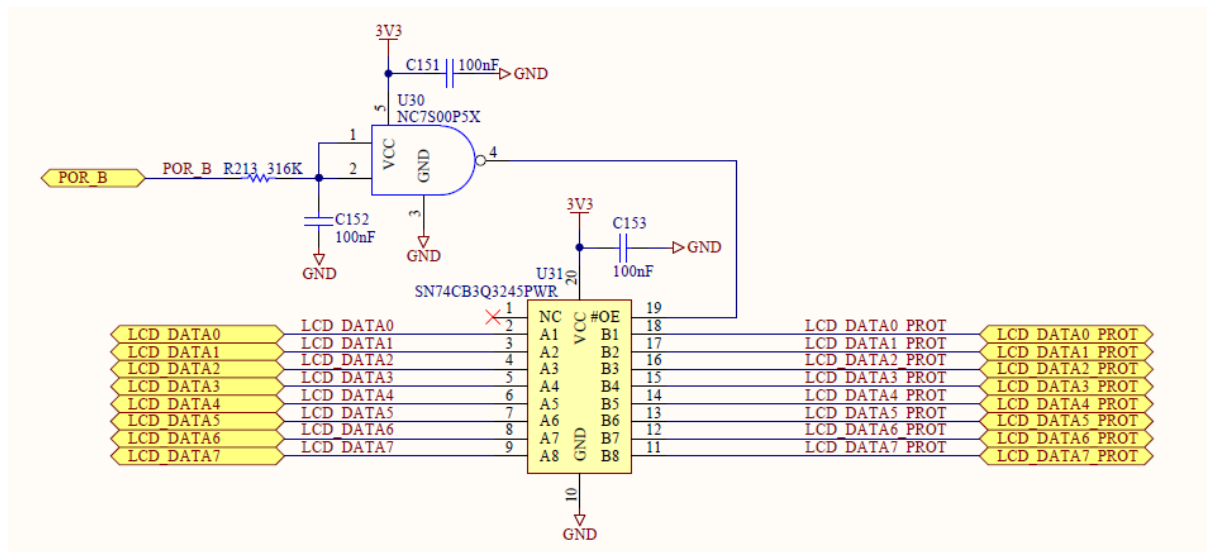 3V3
C151 100nF GND
U30
NC7S00P5X
5
1
2
VCC
GND
4
3
POR_B POR_B R213 316K
C152
100nF
GND
GND
3V3
C153
100nF
GND
U31
SN74CB3Q3245PWR
20
1 NC VCC #OE 19
LCD_DATA0 LCD_DATA0 2 A1 B1 18 LCD_DATA0_PROT LCD_DATA0_PROT
LCD_DATA1 LCD_DATA1 3 A2 B2 17 LCD_DATA1_PROT LCD_DATA1_PROT
LCD_DATA2 LCD_DATA2 4 A3 B3 16 LCD_DATA2_PROT LCD_DATA2_PROT
LCD_DATA3 LCD_DATA3 5 A4 B4 15 LCD_DATA3_PROT LCD_DATA3_PROT
LCD_DATA4 LCD_DATA4 6 A5 B5 14 LCD_DATA4_PROT LCD_DATA4_PROT
LCD_DATA5 LCD_DATA5 7 A6 B6 13 LCD_DATA5_PROT LCD_DATA5_PROT
LCD_DATA6 LCD_DATA6 8 A7 B7 12 LCD_DATA6_PROT LCD_DATA6_PROT
LCD_DATA7 LCD_DATA7 9 A8 GND B8 11 LCD_DATA7_PROT LCD_DATA7_PROT
10
GND